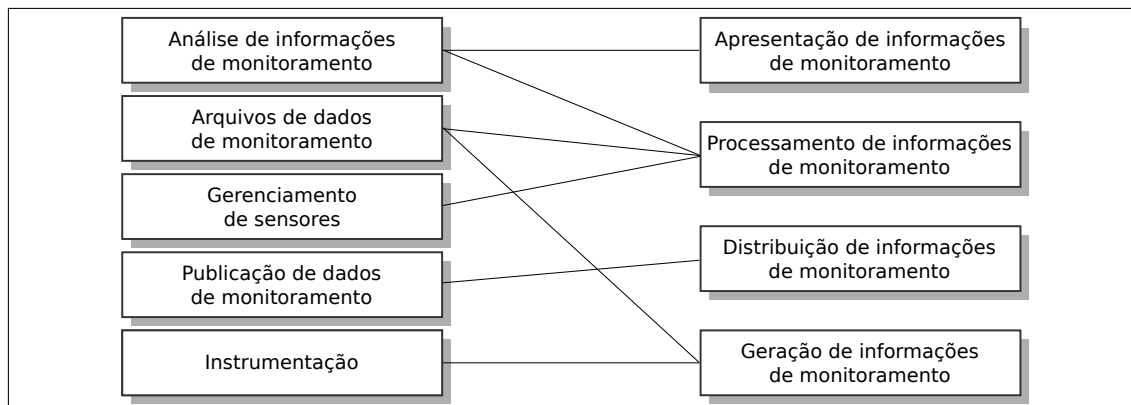 Análise de informações
de monitoramento
Arquivos de dados
de monitoramento
Gerenciamento
de sensores
Publicação de dados
de monitoramento
Instrumentação
Apresentação de informações
de monitoramento
Processamento de informações
de monitoramento
Distribuição de informações
de monitoramento
Geração de informações
de monitoramento